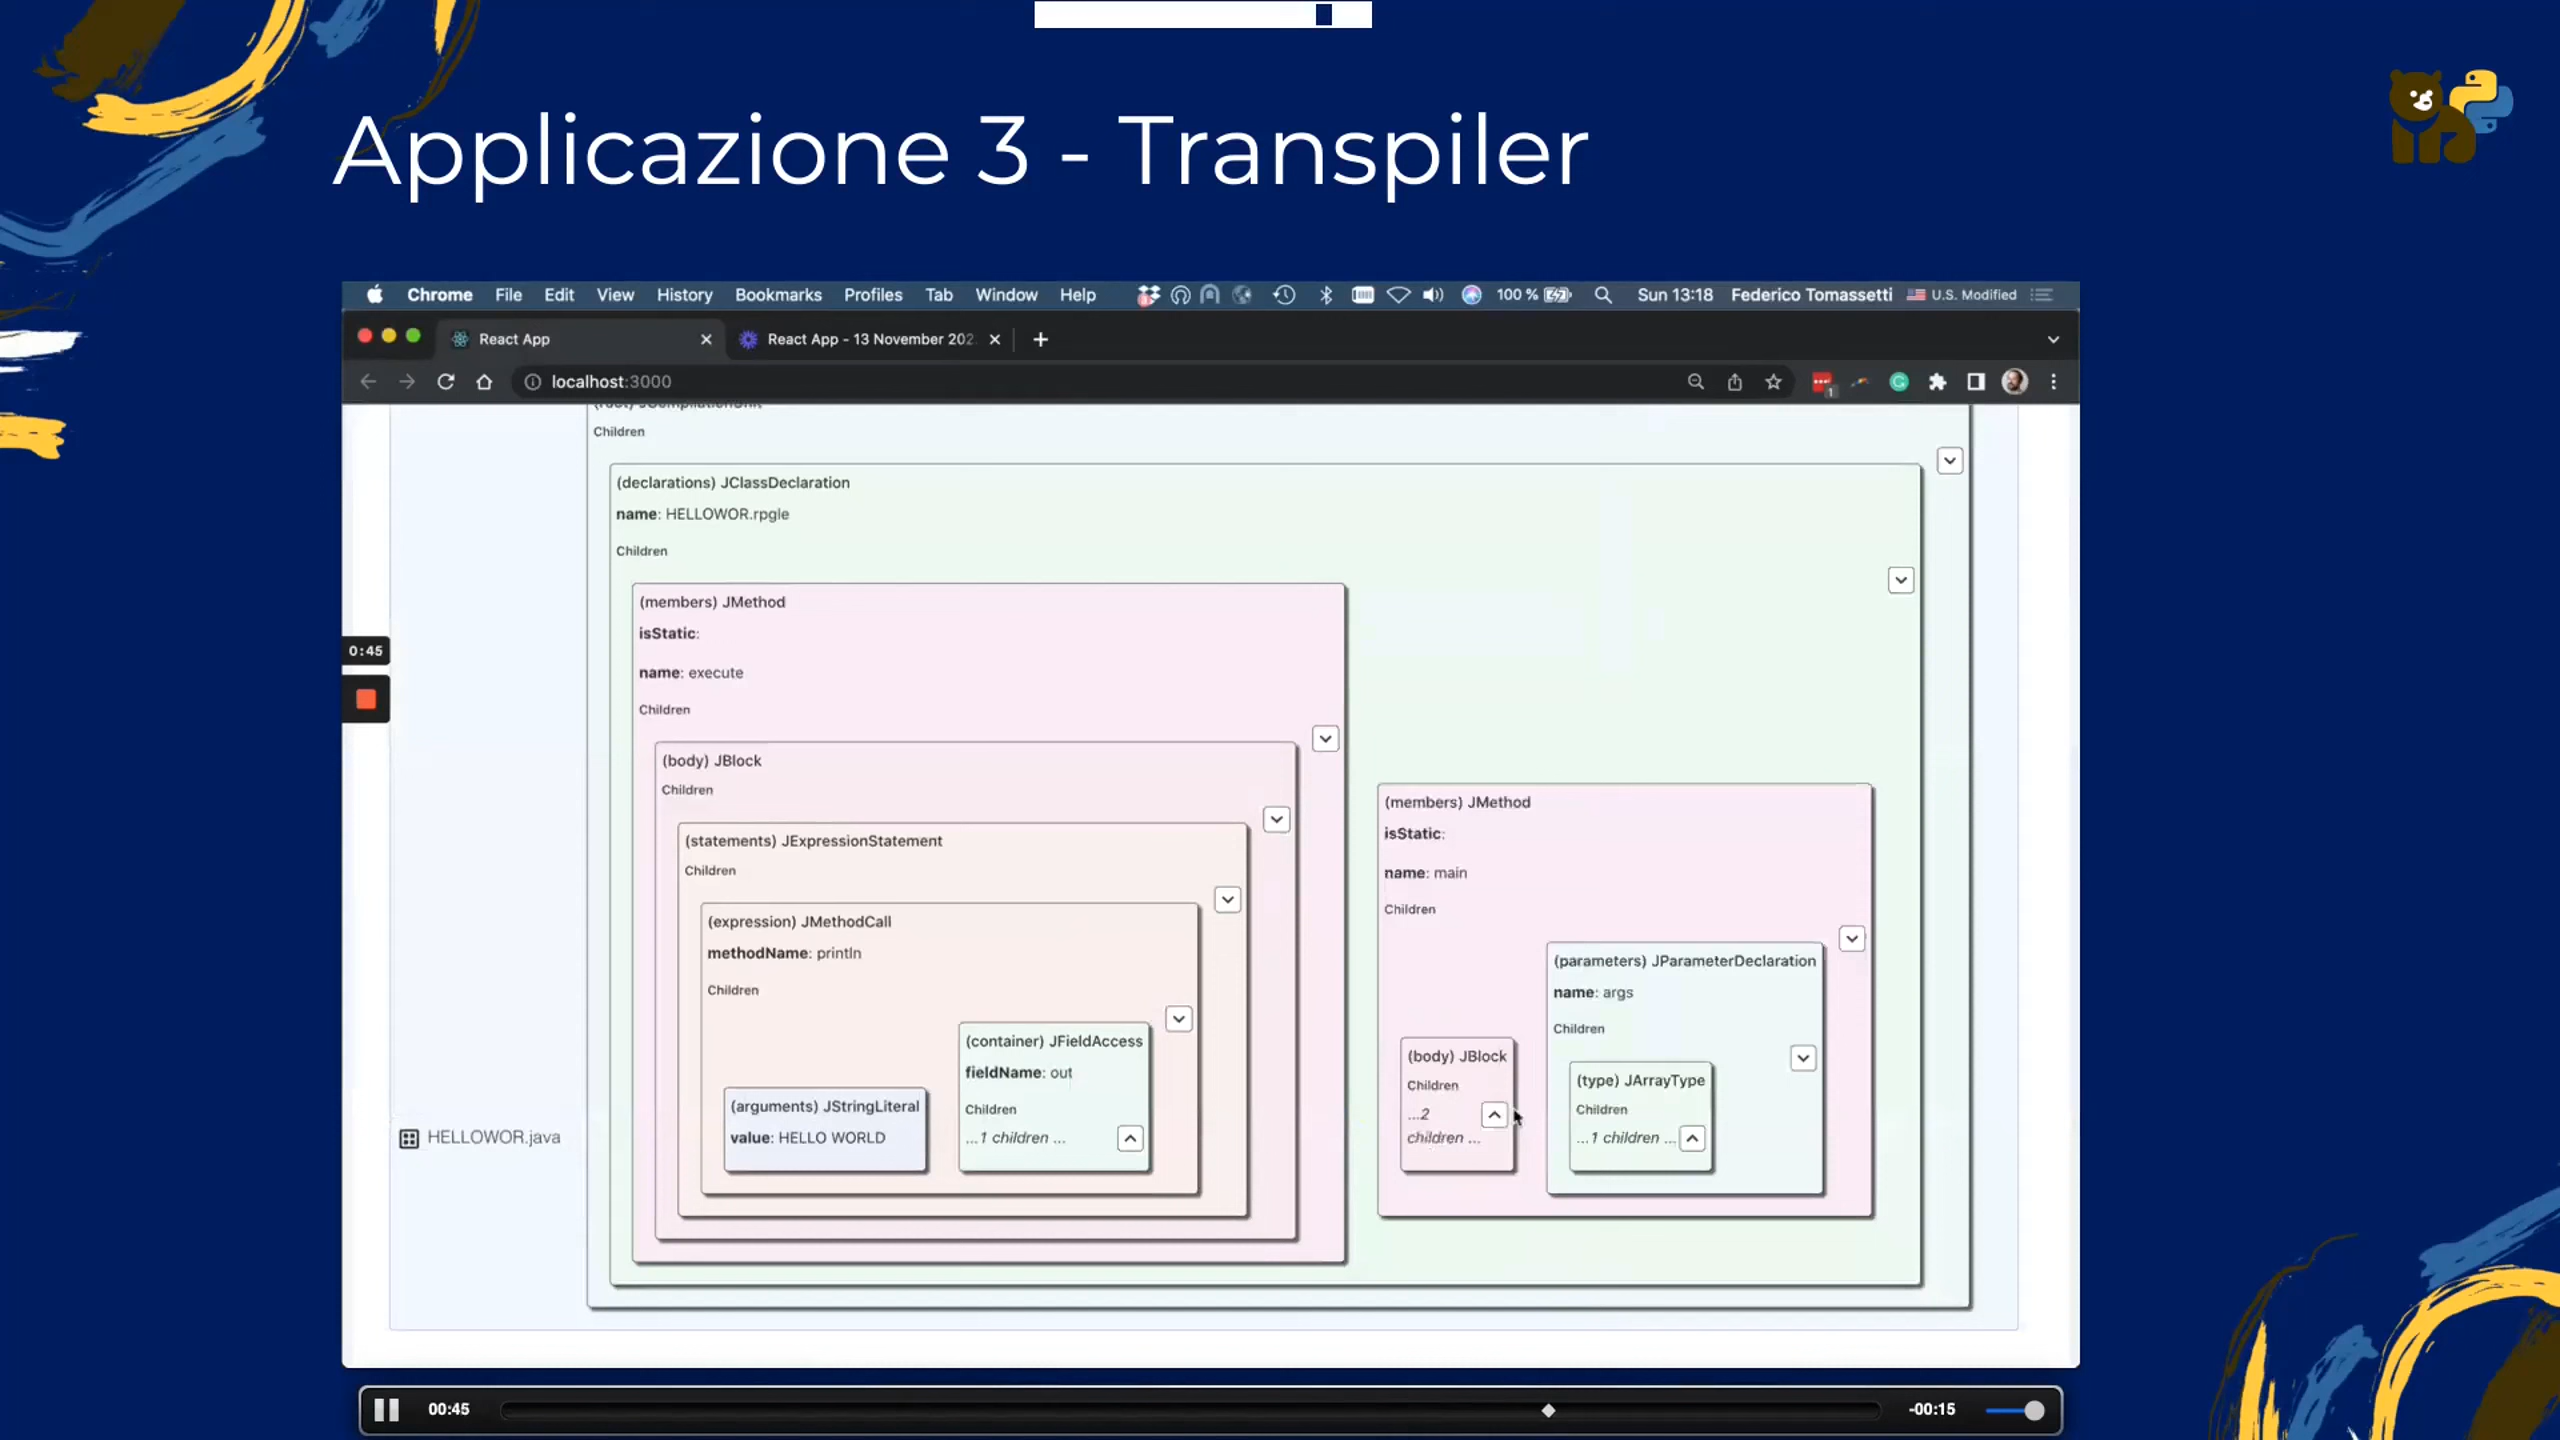 Applicazione 3 - Transpiler
Chrome File Edit View History Bookmarks Profiles Tab Window Help 100 % Sun 13:18 Federico Tomassetti U.S. Modified
React App React App - 13 November 202
localhost:3000
1
Children
(declarations) JClassDeclaration
name: HELLOWOR.rpgle
Children
(members) JMethod
isStatic:
name: execute
Children
(body) JBlock
Children
(statements) JExpressionStatement
Children
(expression) JMethodCall
methodName: println
Children
(arguments) JStringLiteral
value: HELLO WORLD
(container) JFieldAccess
fieldName: out
Children
...1 children ...
(members) JMethod
isStatic:
name: main
Children
(body) JBlock
Children
...2
children ...
(parameters) JParameterDeclaration
name: args
Children
(type) JArrayType
Children
...1 children ...
0:45
HELLOWOR.java
00:45 -00:15